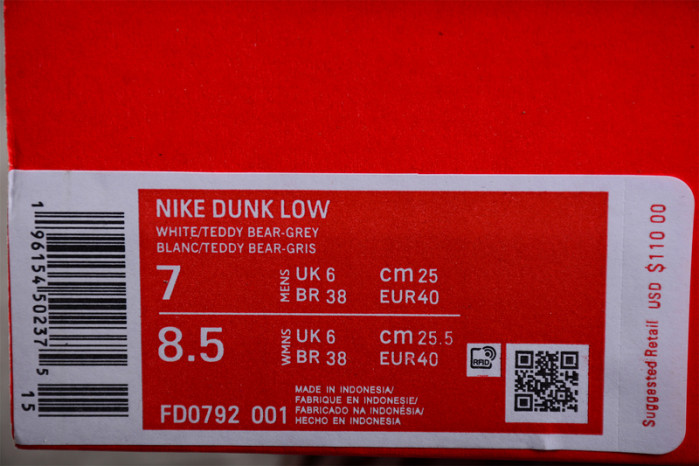 NIKE DUNK LOW
WHITE/TEDDY BEAR-GREY
BLANC/TEDDY BEAR-GRIS
7
MENS
UK 6
BR 38
cm 25
EUR40
8.5
WMNS
UK 6
BR 38
cm 25.5
EUR40
RFID
FD0792 001
MADE IN INDONESIA/
FABRIQUE EN INDONESIE/
FABRICADO NA INDONÉSIA/
HECHO EN INDONESIA
1 96154 50237 5
15
Suggested Retail USD $110 00